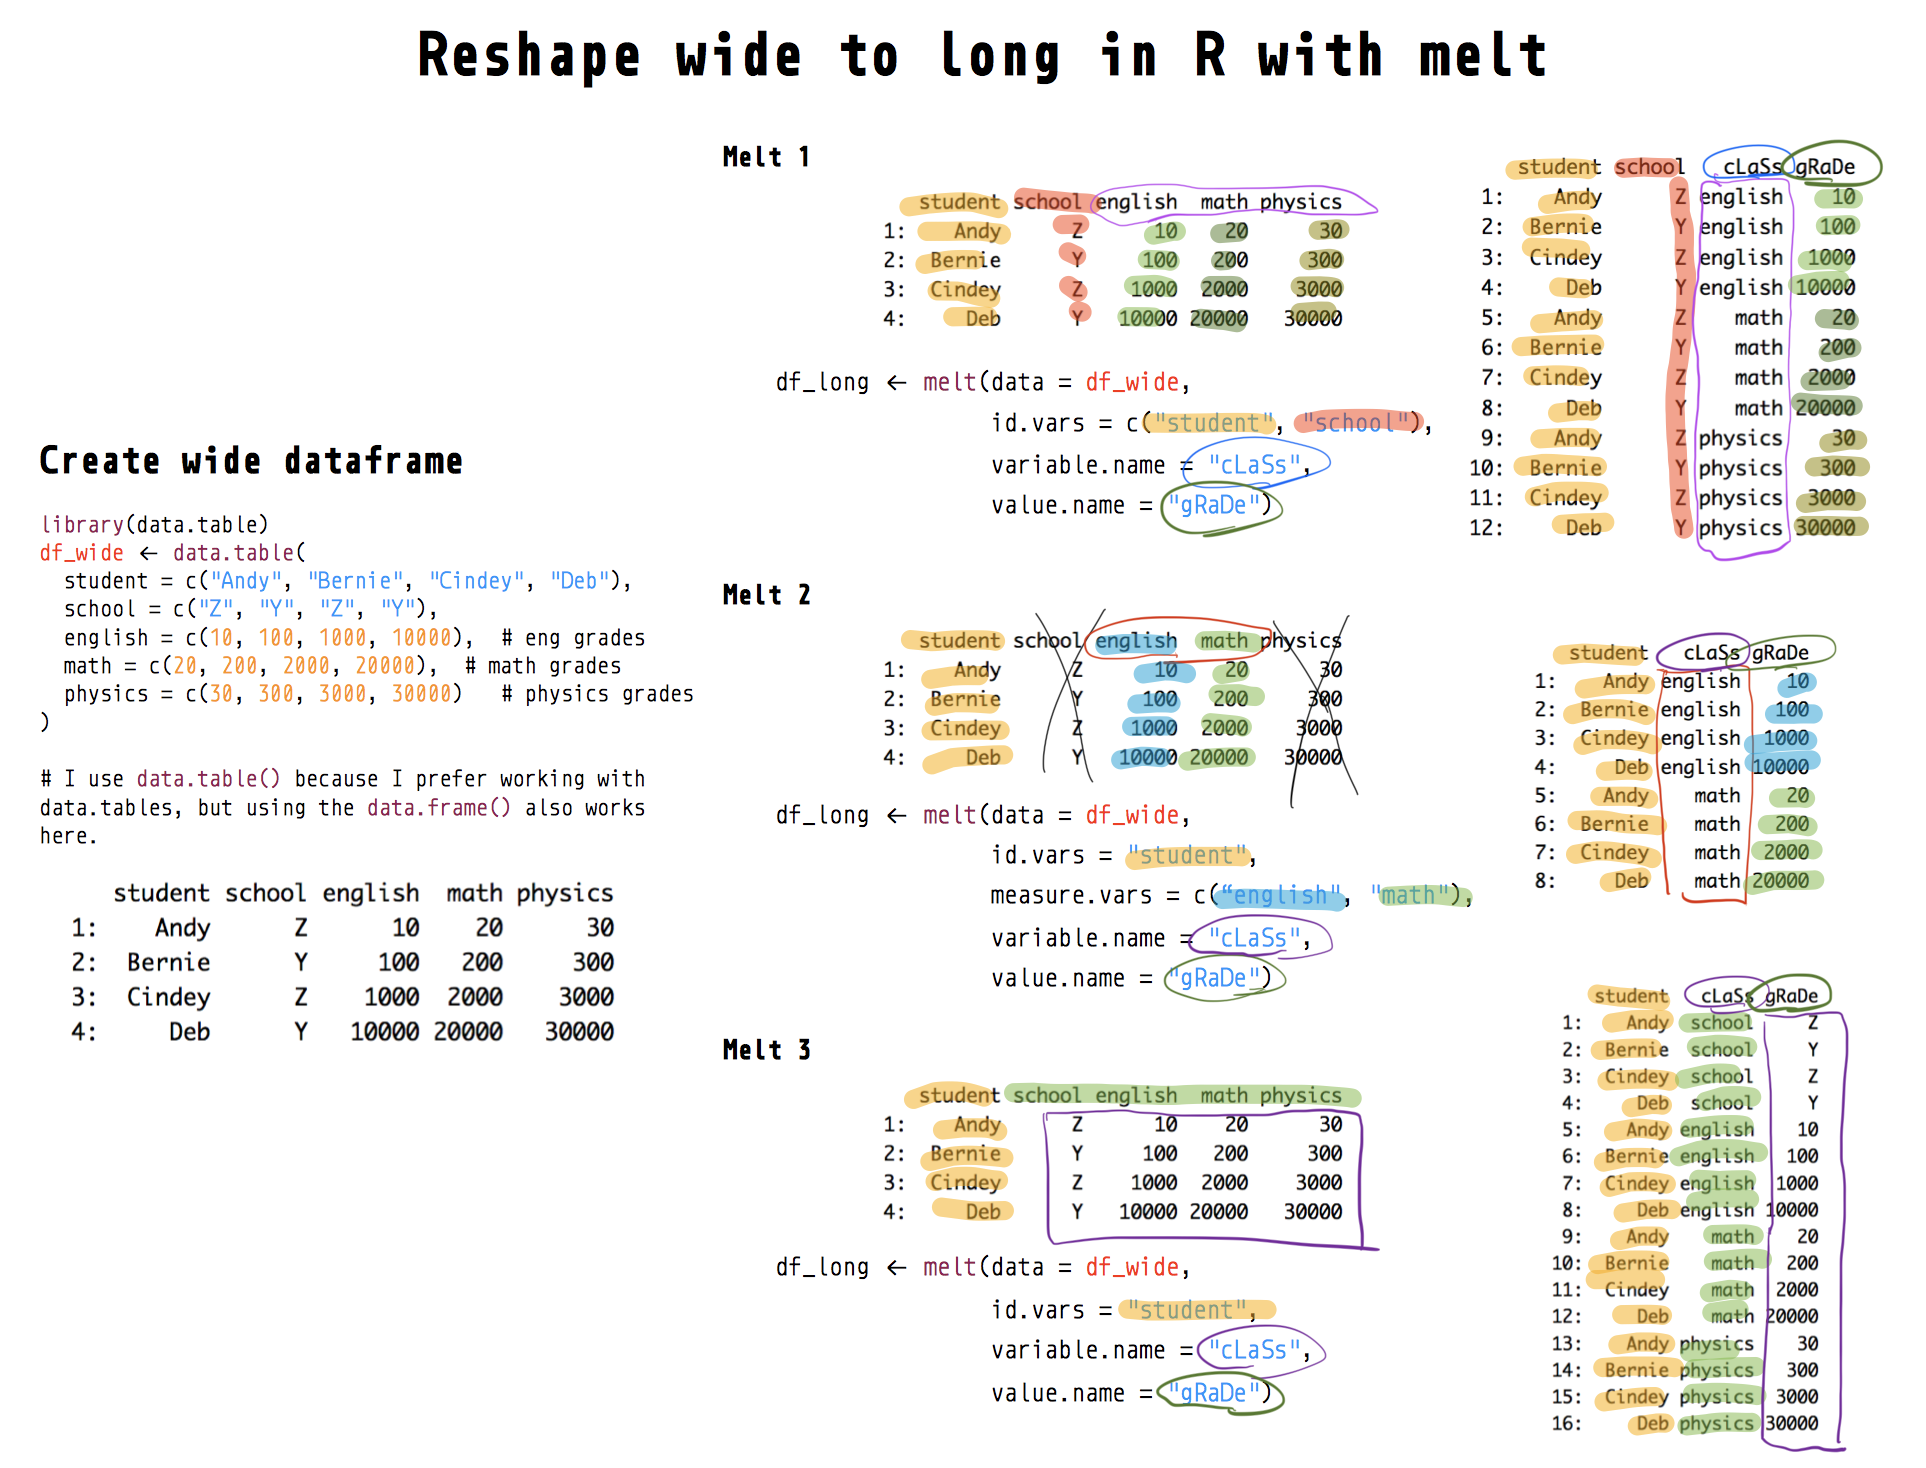 Reshape wide to long in R with melt
Create wide dataframe
library(data.table)
df_wide ← data.table(
student = c("Andy", "Bernie", "Cindey", "Deb"),
school = c("Z", "Y", "Z", "Y"),
english = c(10, 100, 1000, 10000),  # eng grades
math = c(20, 200, 2000, 20000),  # math grades
physics = c(30, 300, 3000, 30000)   # physics grades
)
# I use data.table() because I prefer working with
data.tables, but using the data.frame() also works
here.
student school english math physics
1: Andy Z 10 20 30
2: Bernie Y 100 200 300
3: Cindey Z 1000 2000 3000
4: Deb Y 10000 20000 30000
Melt 1
student school english math physics
1: Andy Z 10 20 30
2: Bernie Y 100 200 300
3: Cindey Z 1000 2000 3000
4: Deb Y 10000 20000 30000
df_long ← melt(data = df_wide,
id.vars = c("student", "school"),
variable.name = "cLaSs",
value.name = "gRaDe")
student school cLaSs gRaDe
1: Andy Z english 10
2: Bernie Y english 100
3: Cindey Z english 1000
4: Deb Y english 10000
5: Andy Z math 20
6: Bernie Y math 200
7: Cindey Z math 2000
8: Deb Y math 20000
9: Andy Z physics 30
10: Bernie Y physics 300
11: Cindey Z physics 3000
12: Deb Y physics 30000
Melt 2
student school english math physics
1: Andy Z 10 20 30
2: Bernie Y 100 200 300
3: Cindey Z 1000 2000 3000
4: Deb Y 10000 20000 30000
df_long ← melt(data = df_wide,
id.vars = "student",
measure.vars = c(“english", "math"),
variable.name = "cLaSs",
value.name = "gRaDe")
student cLaSs gRaDe
1: Andy english 10
2: Bernie english 100
3: Cindey english 1000
4: Deb english 10000
5: Andy math 20
6: Bernie math 200
7: Cindey math 2000
8: Deb math 20000
Melt 3
student school english math physics
1: Andy Z 10 20 30
2: Bernie Y 100 200 300
3: Cindey Z 1000 2000 3000
4: Deb Y 10000 20000 30000
df_long ← melt(data = df_wide,
id.vars = "student",
variable.name = "cLaSs",
value.name = "gRaDe")
student cLaSs gRaDe
1: Andy school Z
2: Bernie school Y
3: Cindey school Z
4: Deb school Y
5: Andy english 10
6: Bernie english 100
7: Cindey english 1000
8: Deb english 10000
9: Andy math 20
10: Bernie math 200
11: Cindey math 2000
12: Deb math 20000
13: Andy physics 30
14: Bernie physics 300
15: Cindey physics 3000
16: Deb physics 30000